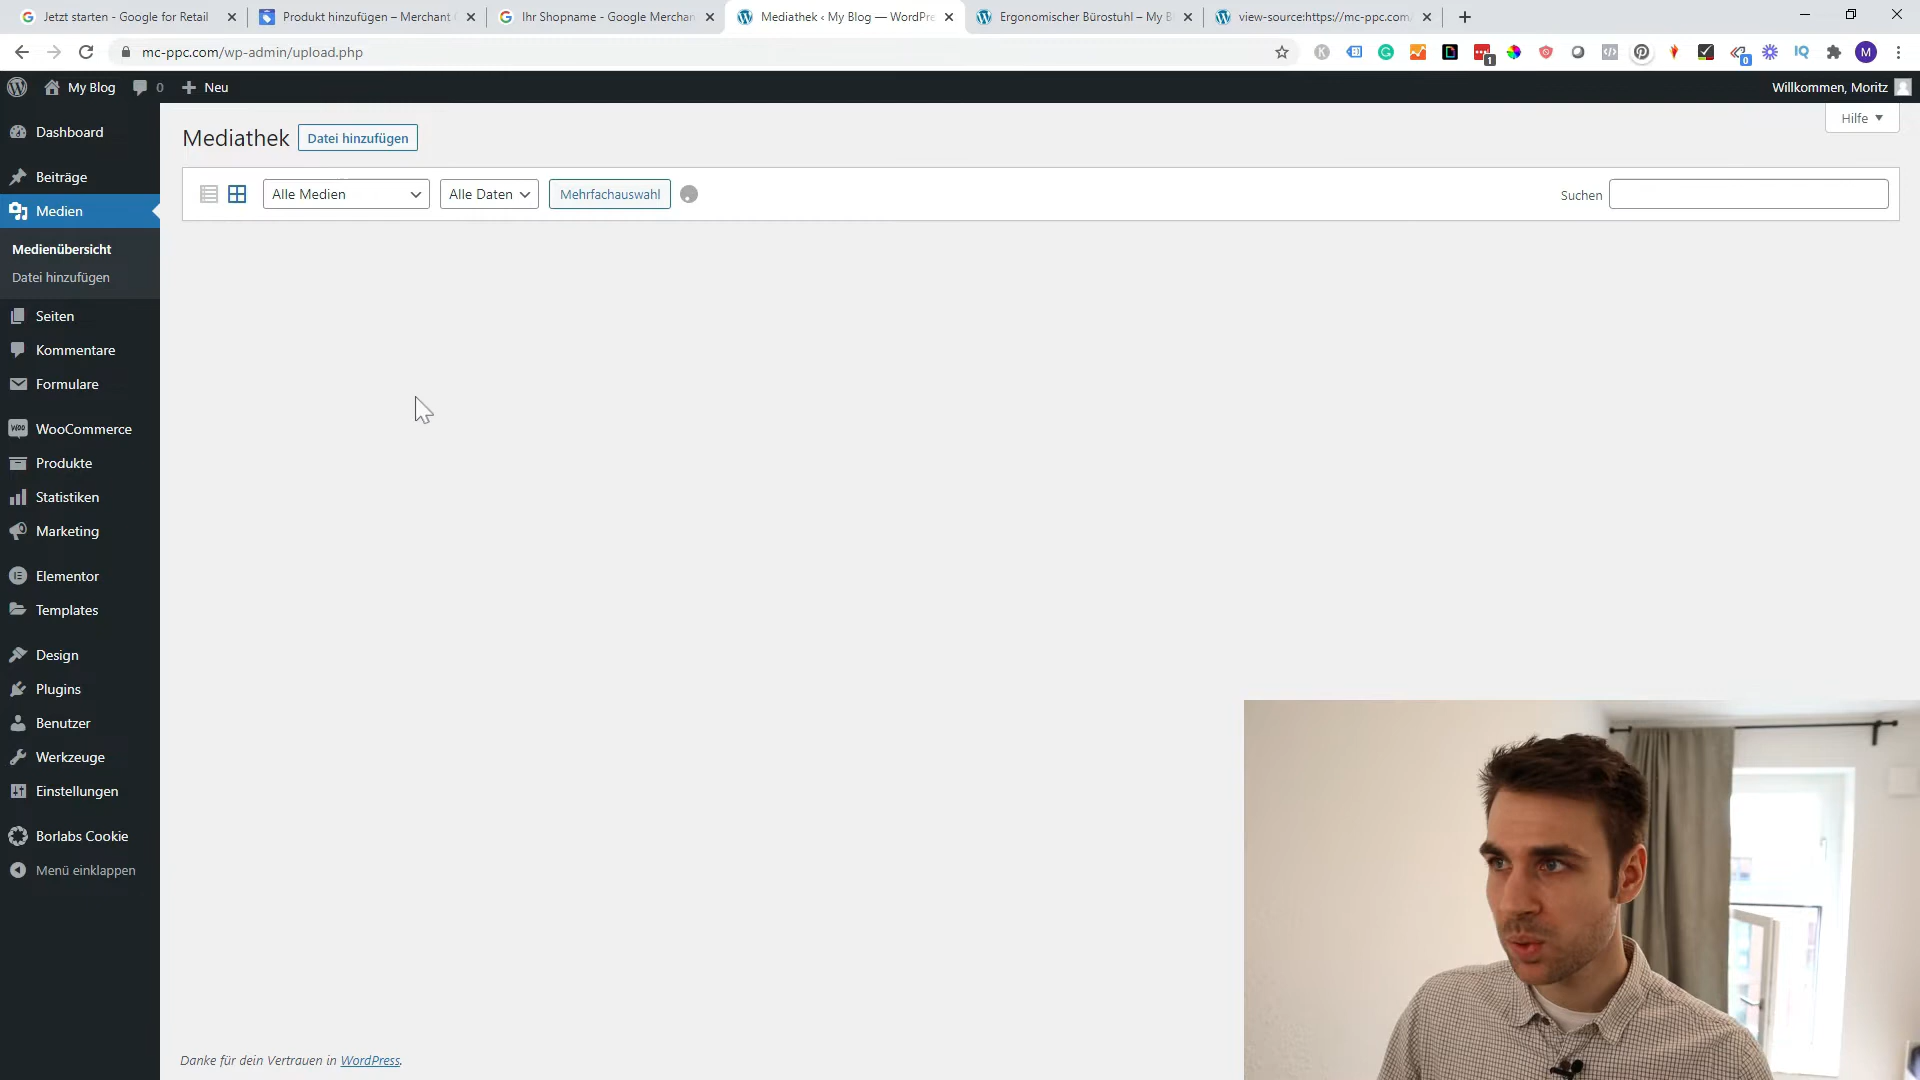 Jetzt starten - Google for Retail
Produkt hinzufügen – Merchant
Ihr Shopname - Google Merchan
Mediathek ‹ My Blog — WordPre
Ergonomischer Bürostuhl – My B
view-source:https://mc-ppc.com
mc-ppc.com/wp-admin/upload.php
My Blog
0
Neu
Willkommen, Moritz
Dashboard
Beiträge
Medien
Medienübersicht
Datei hinzufügen
Seiten
Kommentare
Formulare
WooCommerce
Produkte
Statistiken
Marketing
Elementor
Templates
Design
Plugins
Benutzer
Werkzeuge
Einstellungen
Borlabs Cookie
Menü einklappen
Mediathek
Datei hinzufügen
Hilfe
Alle Medien
Alle Daten
Mehrfachauswahl
Suchen
Danke für dein Vertrauen in WordPress.